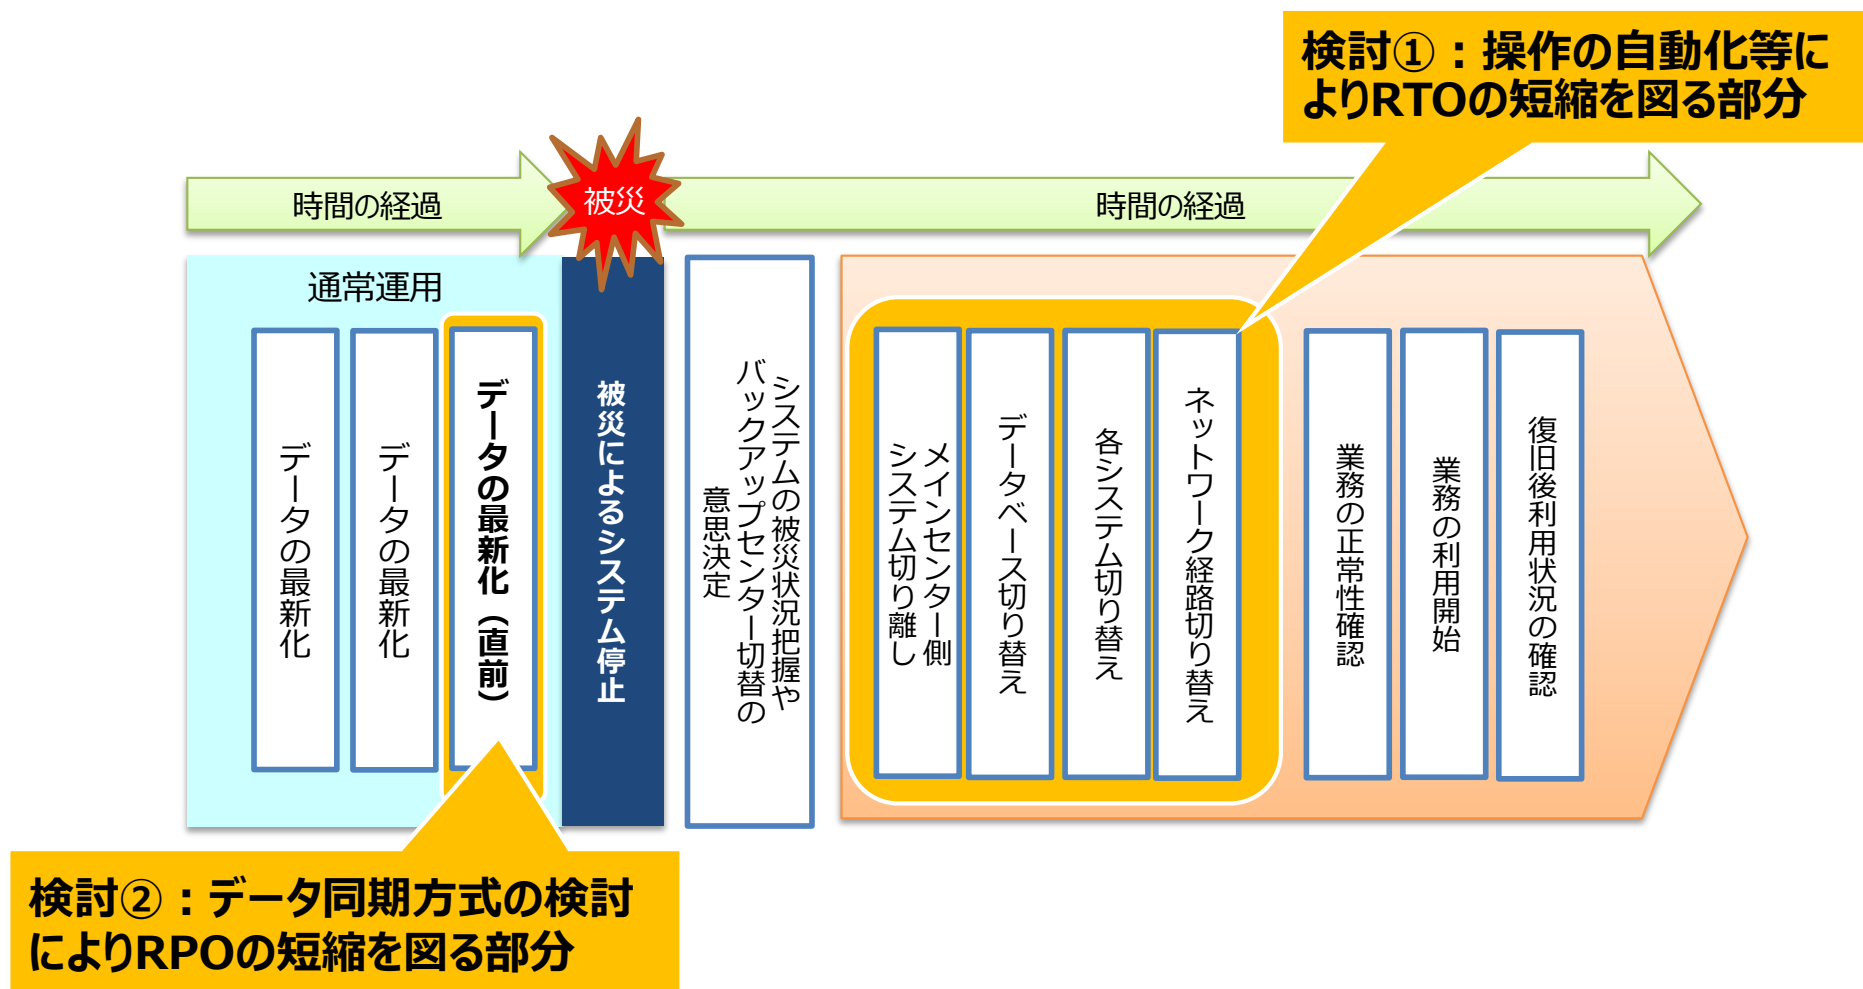 検討①：操作の自動化等に
よりRTOの短縮を図る部分
時間の経過
被災
時間の経過
通常運用
データの最新化
データの最新化
データの最新化（直前）
被災によるシステム停止
システムの被災状況把握や
バックアップセンター切替の
意思決定
メインセンター側
システム切り離し
データベース切り替え
各システム切り替え
ネットワーク経路切り替え
業務の正常性確認
業務の利用開始
復旧後利用状況の確認
検討②：データ同期方式の検討
によりRPOの短縮を図る部分